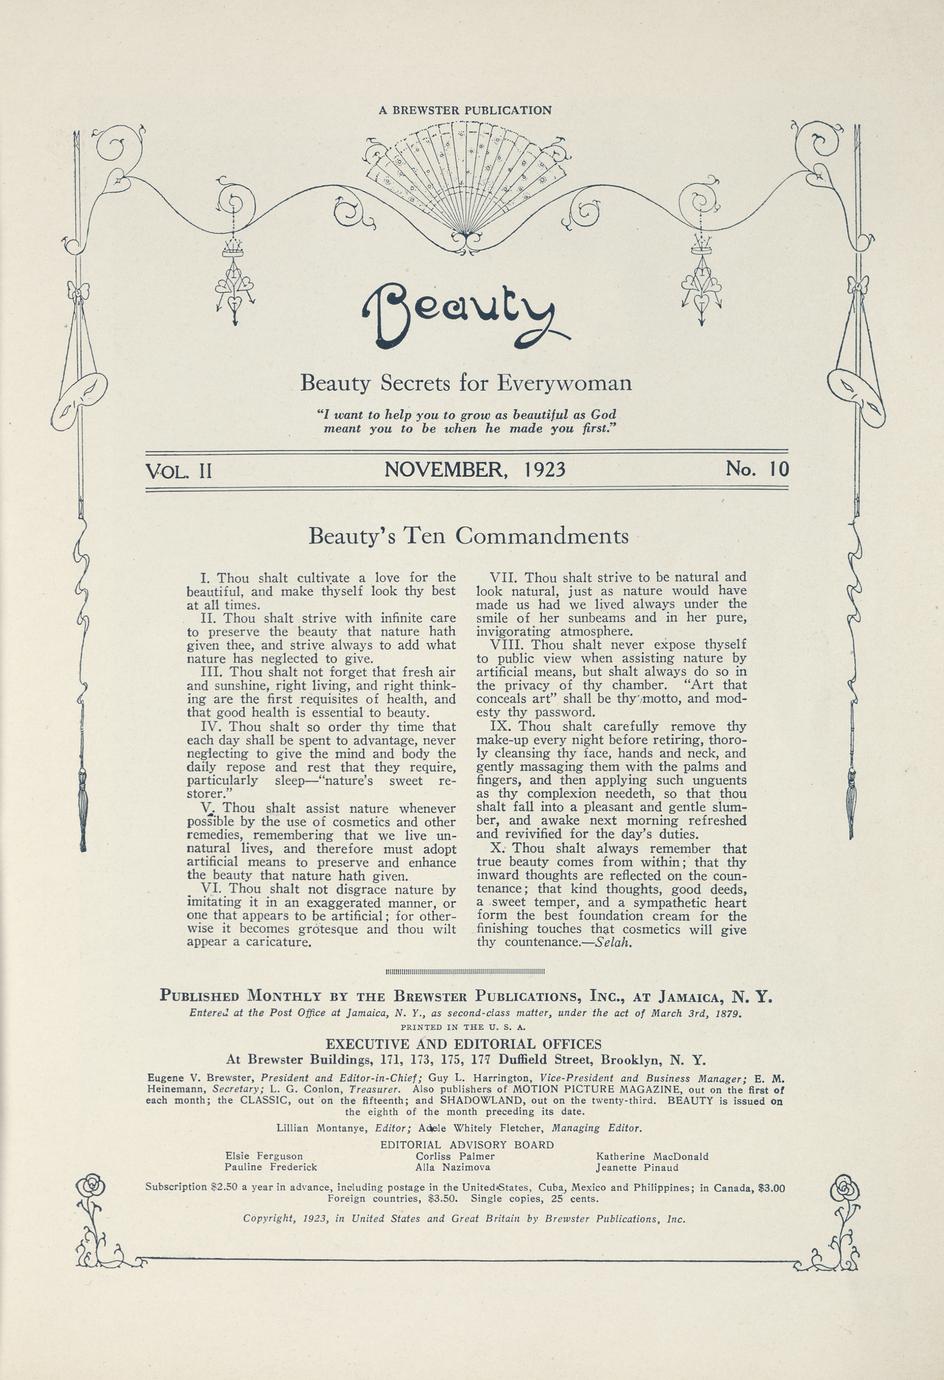 A BREWSTER PUBLICATION
Beauty
Beauty Secrets for Everywoman
“I want to help you to grow as beautiful as God
meant you to be when he made you first.”
VOL. II NOVEMBER, 1923 No. 10
Beauty's Ten Commandments
I. Thou shalt cultivate a love for the
beautiful, and make thyself look thy best
at all times.
II. Thou shalt strive with infinite care
to preserve the beauty that nature hath
given thee, and strive always to add what
nature has neglected to give.
III. Thou shalt not forget that fresh air
and sunshine, right living, and right think-
ing are the first requisites of health, and
that good health is essential to beauty.
IV. Thou shalt so order thy time that
each day shall be spent to advantage, never
neglecting to give the mind and body the
daily repose and rest that they require,
particularly sleep—“nature's sweet re-
storer.”
V. Thou shalt assist nature whenever
possible by the use of cosmetics and other
remedies, remembering that we live un-
natural lives, and therefore must adopt
artificial means to preserve and enhance
the beauty that nature hath given.
VI. Thou shalt not disgrace nature by
imitating it in an exaggerated manner, or
one that appears to be artificial; for other-
wise it becomes grotesque and thou wilt
appear a caricature.
VII. Thou shalt strive to be natural and
look natural, just as nature would have
made us had we lived always under the
smile of her sunbeams and in her pure,
invigorating atmosphere.
VIII. Thou shalt never expose thyself
to public view when assisting nature by
artificial means, but shalt always do so in
the privacy of thy chamber. “Art that
conceals art” shall be thy motto, and mod-
esty thy password.
IX. Thou shalt carefully remove thy
make-up every night before retiring, thoro-
ly cleansing thy face, hands and neck, and
gently massaging them with the palms and
fingers, and then applying such unguents
as thy complexion needeth, so that thou
shalt fall into a pleasant and gentle slum-
ber, and awake next morning refreshed
and revivified for the day's duties.
X. Thou shalt always remember that
true beauty comes from within; that thy
inward thoughts are reflected on the coun-
tenance; that kind thoughts, good deeds,
a sweet temper, and a sympathetic heart
form the best foundation cream for the
finishing touches that cosmetics will give
thy countenance.—Selah.
PUBLISHED MONTHLY BY THE BREWSTER PUBLICATIONS, INC., AT JAMAICA, N. Y.
Entered at the Post Office at Jamaica, N. Y., as second-class matter, under the act of March 3rd, 1879.
PRINTED IN THE U. S. A.
EXECUTIVE AND EDITORIAL OFFICES
At Brewster Buildings, 171, 173, 175, 177 Duffield Street, Brooklyn, N. Y.
Eugene V. Brewster, President and Editor-in-Chief; Guy L. Harrington, Vice-President and Business Manager; E. M.
Heinemann, Secretary; L. G. Conlon, Treasurer. Also publishers of MOTION PICTURE MAGAZINE, out on the first of
each month; the CLASSIC, out on the fifteenth; and SHADOWLAND, out on the twenty-third. BEAUTY is issued on
the eighth of the month preceding its date.
Lillian Montanye, Editor; Adele Whitely Fletcher, Managing Editor.
EDITORIAL ADVISORY BOARD
Elsie Ferguson Corliss Palmer Katherine MacDonald
Pauline Frederick Alla Nazimova Jeanette Pinaud
Subscription $2.50 a year in advance, including postage in the United States, Cuba, Mexico and Philippines; in Canada, $3.00
Foreign countries, $3.50. Single copies, 25 cents.
Copyright, 1923, in United States and Great Britain by Brewster Publications, Inc.